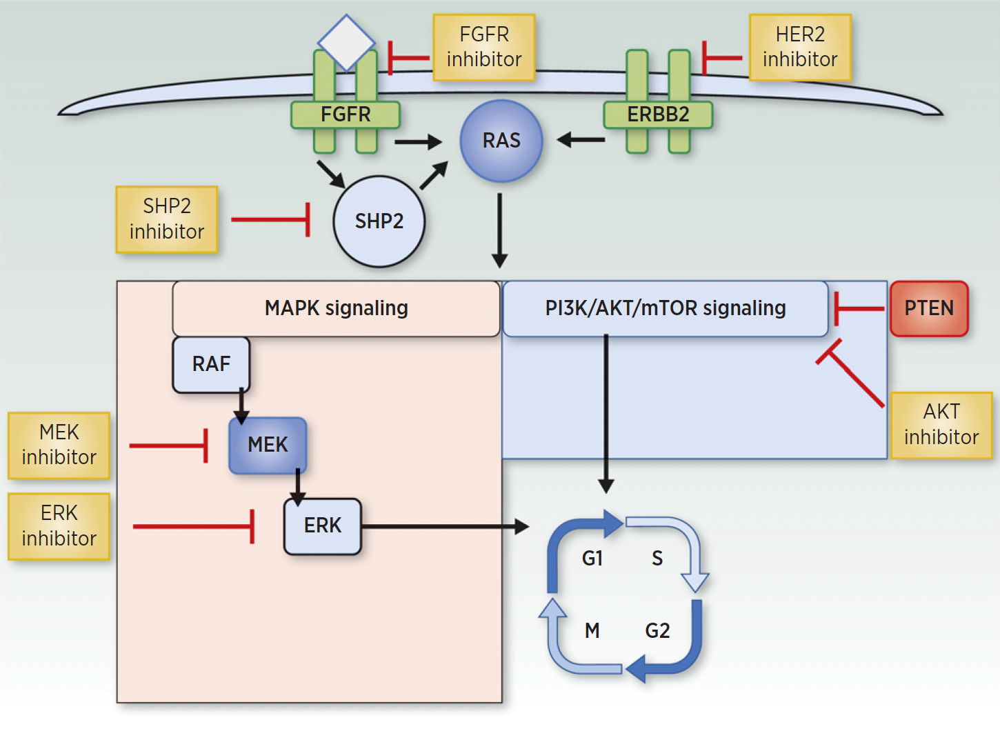 FGFR
inhibitor
HER2
inhibitor
FGFR
ERBB2
RAS
SHP2
inhibitor
SHP2
MAPK signaling
PI3K/AKT/mTOR signaling
PTEN
RAF
AKT
inhibitor
MEK
inhibitor
MEK
ERK
inhibitor
ERK
G1
S
M
G2